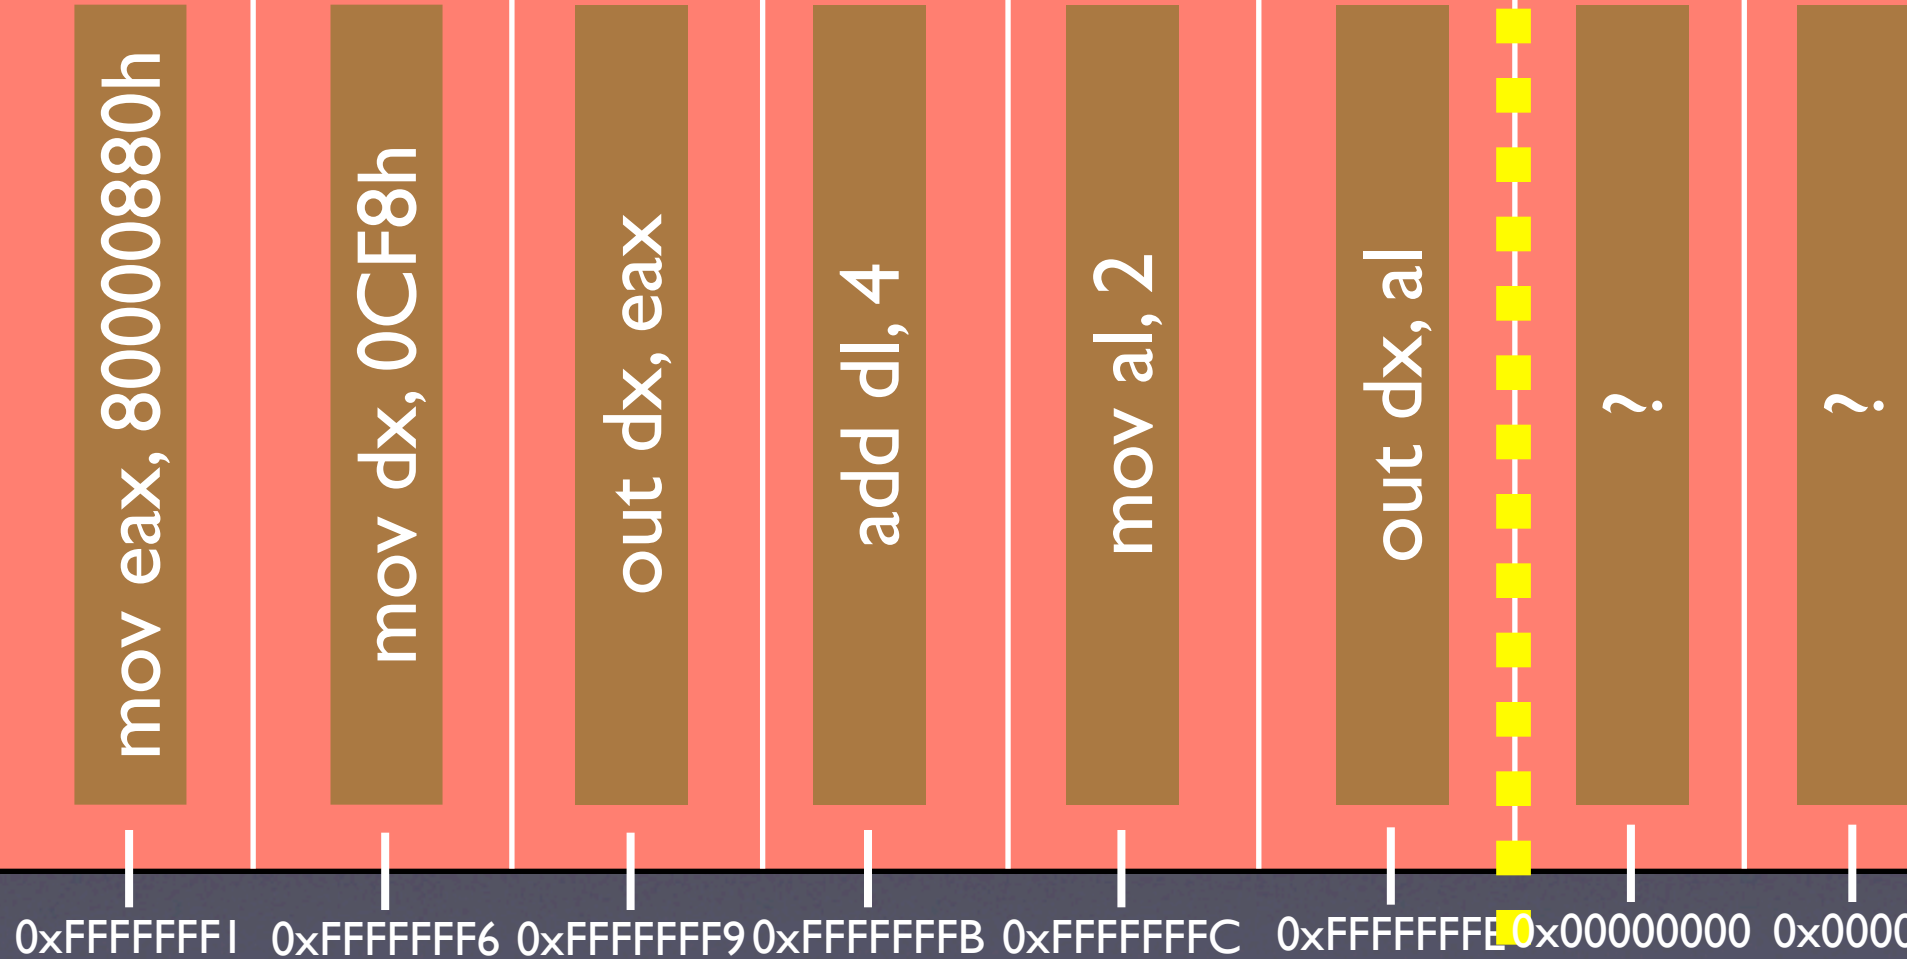 mov eax, 80000880h
mov dx, 0CF8h
out dx, eax
add dl, 4
mov al, 2
out dx, al
?
?
0xFFFFFFF1
0xFFFFFFF6
0xFFFFFFF9
0xFFFFFFFB
0xFFFFFFFC
0xFFFFFFFE
0x00000000
0x0000